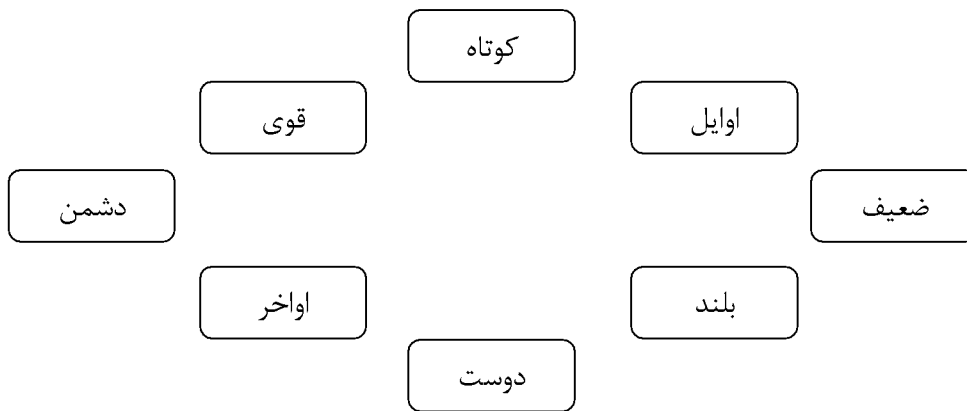 کوتاه
اوایل
قوی
ضعیف
دشمن
بلند
اواخر
دوست